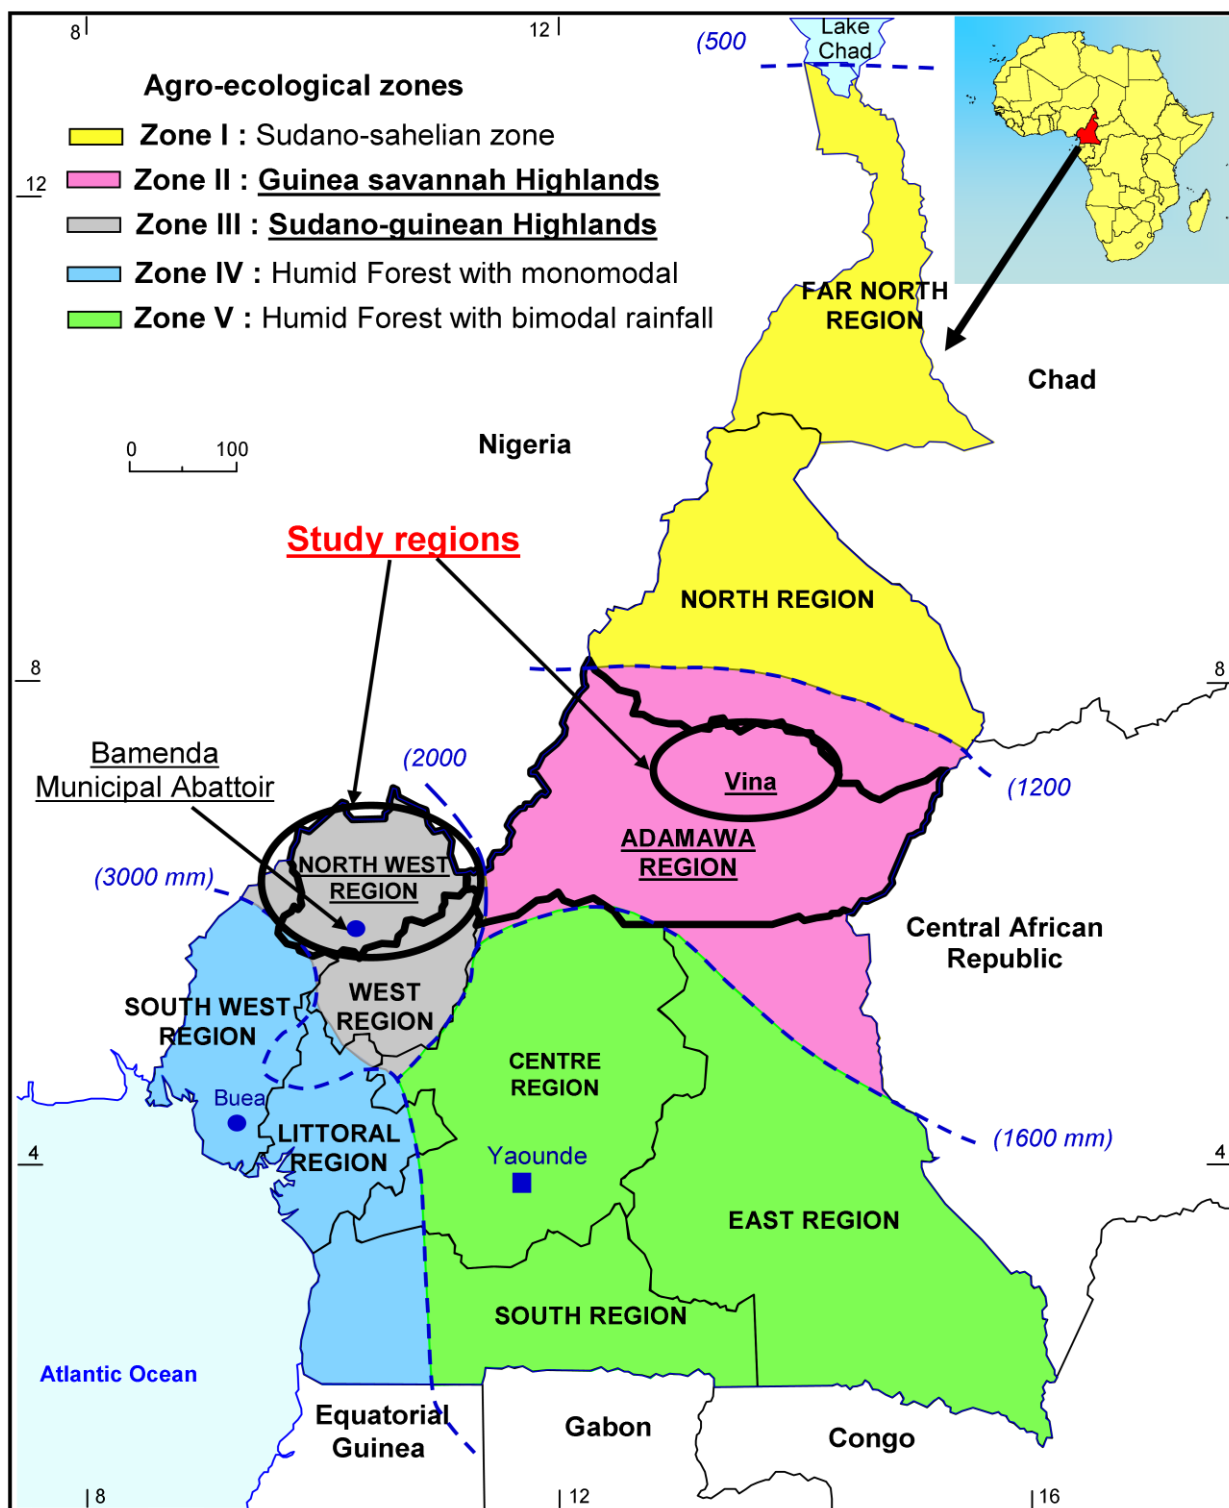 8
12
(500
Lake
Chad
Agro-ecological zones
Zone I : Sudano-sahelian zone
Zone II : Guinea savannah Highlands
Zone III : Sudano-guinean Highlands
Zone IV : Humid Forest with monomodal
Zone V : Humid Forest with bimodal rainfall
12
FAR NORTH
REGION
Chad
0 100
Nigeria
Study regions
NORTH REGION
8
8
Bamenda
Municipal Abattoir
(2000
Vina
(1200
ADAMAWA
REGION
(3000 mm)
NORTH WEST
REGION
Central African
Republic
SOUTH WEST
REGION
WEST
REGION
CENTRE
REGION
Buea
LITTORAL
REGION
Yaounde
(1600 mm)
4
4
EAST REGION
SOUTH REGION
Atlantic Ocean
Equatorial
Guinea
Gabon
Congo
8
12
16